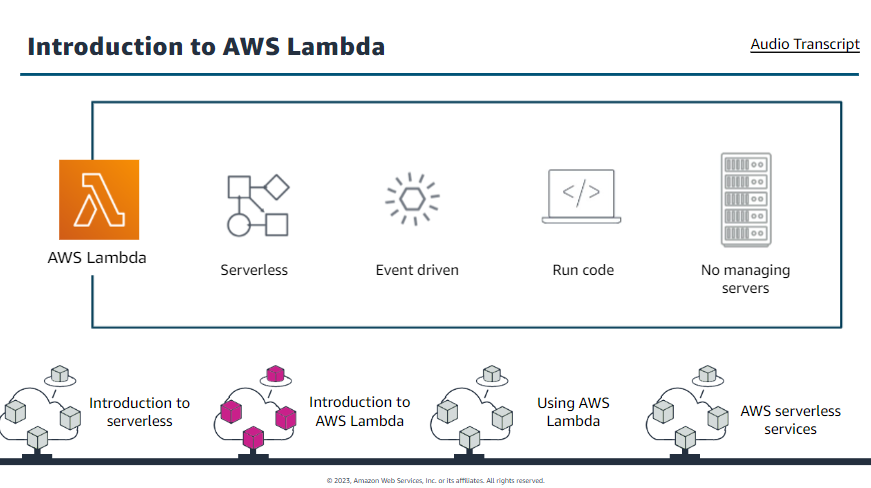 Introduction to AWS Lambda
Audio Transcript
</>
AWS Lambda
Serverless
Event driven
Run code
No managing
servers
Introduction to
serverless
Introduction to
AWS Lambda
Using AWS
Lambda
AWS serverless
services
© 2023, Amazon Web Services, Inc. or its affiliates. All rights reserved.